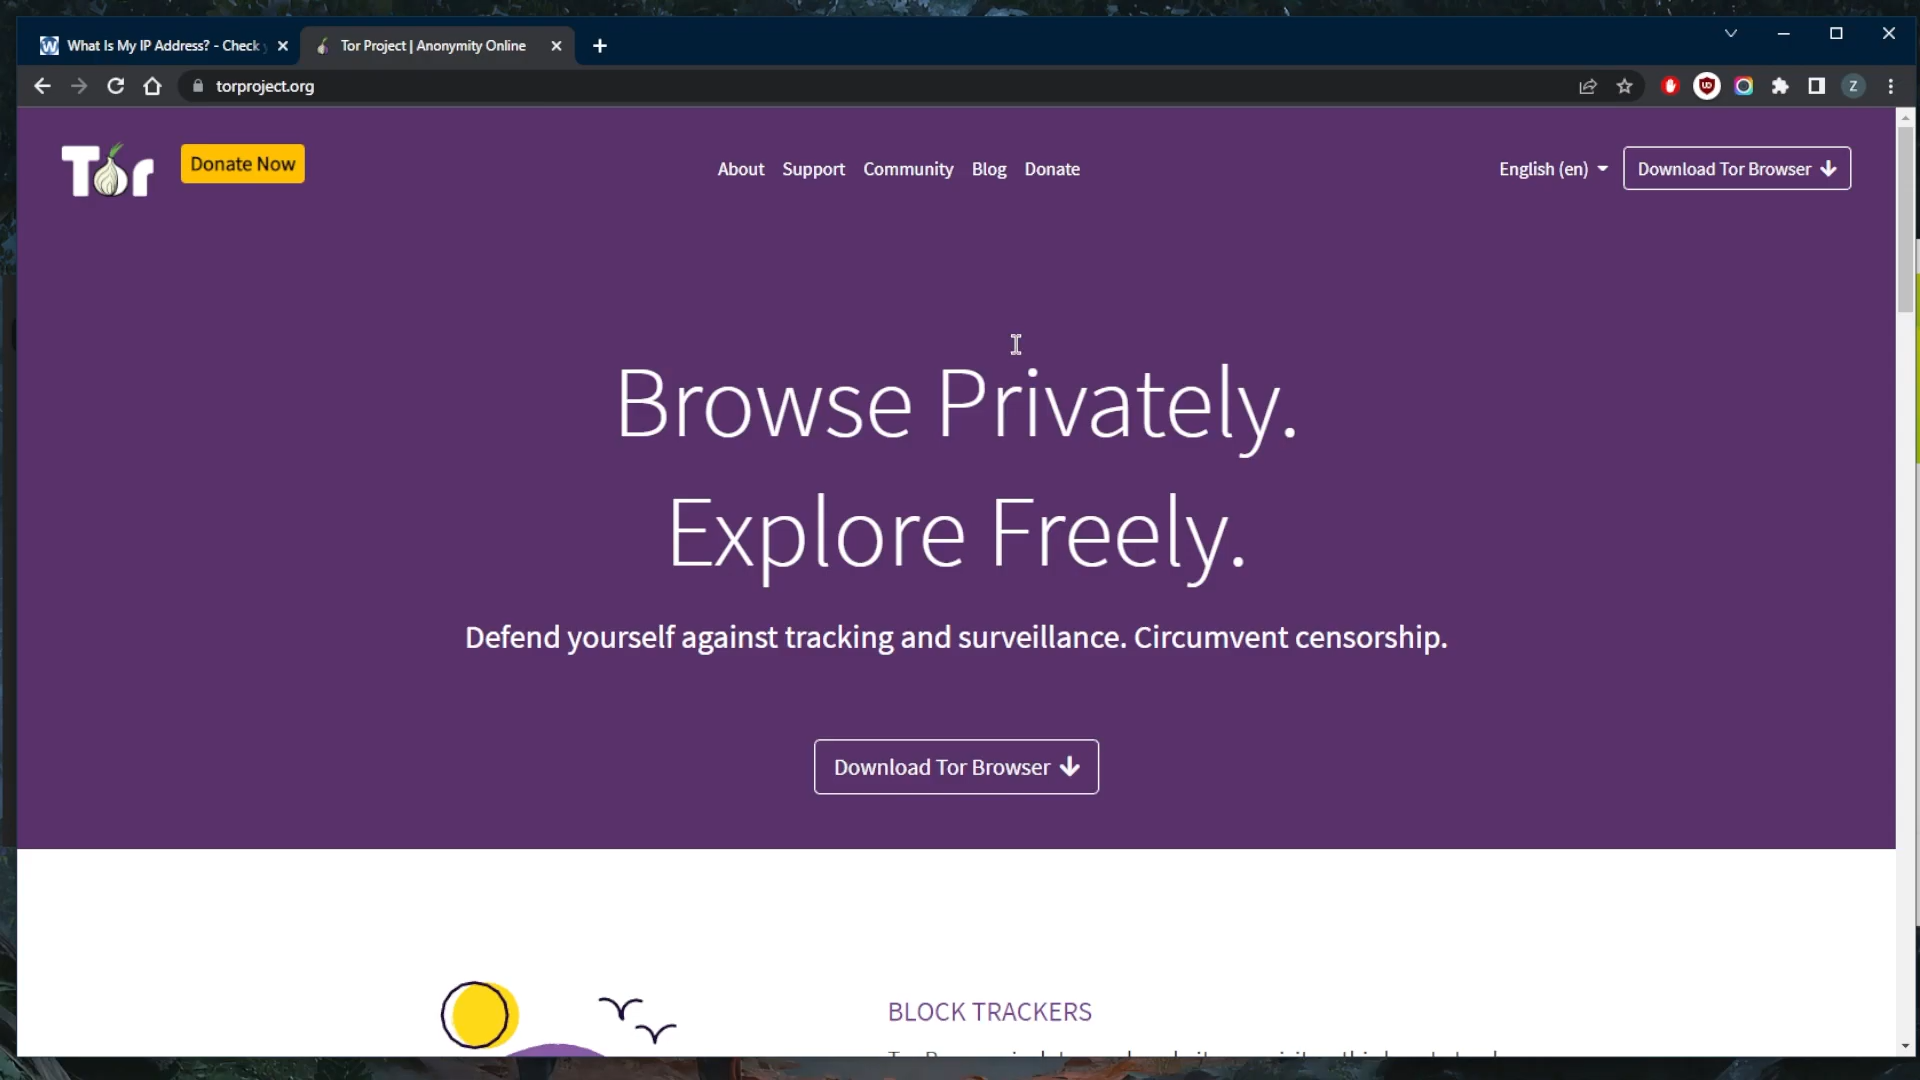 What Is My IP Address? - Check
Tor Project | Anonymity Online
torproject.org
Z
Tor
Donate Now
About Support Community Blog Donate
English (en)
Download Tor Browser
Browse Privately.
Explore Freely.
Defend yourself against tracking and surveillance. Circumvent censorship.
Download Tor Browser
BLOCK TRACKERS